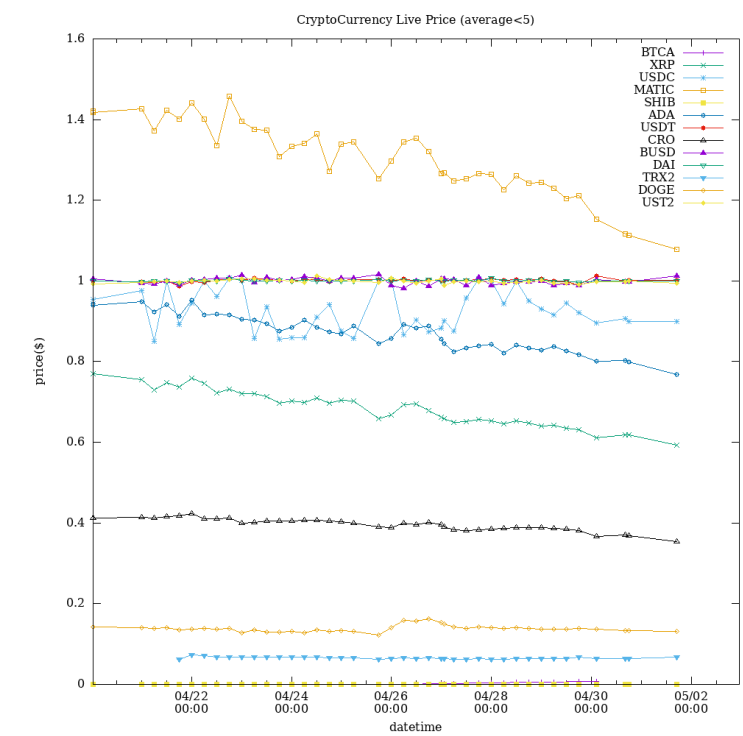 CryptoCurrency Live Price (average<5)
1.6
1.4
1.2
1
0.8
0.6
0.4
0.2
0
price($)
BTCA
XRP
USDC
MATIC
SHIB
ADA
USDT
CRO
BUSD
DAI
TRX2
DOGE
UST2
04/22 04/24 04/26 04/28 04/30 05/02
00:00 00:00 00:00 00:00 00:00 00:00
datetime